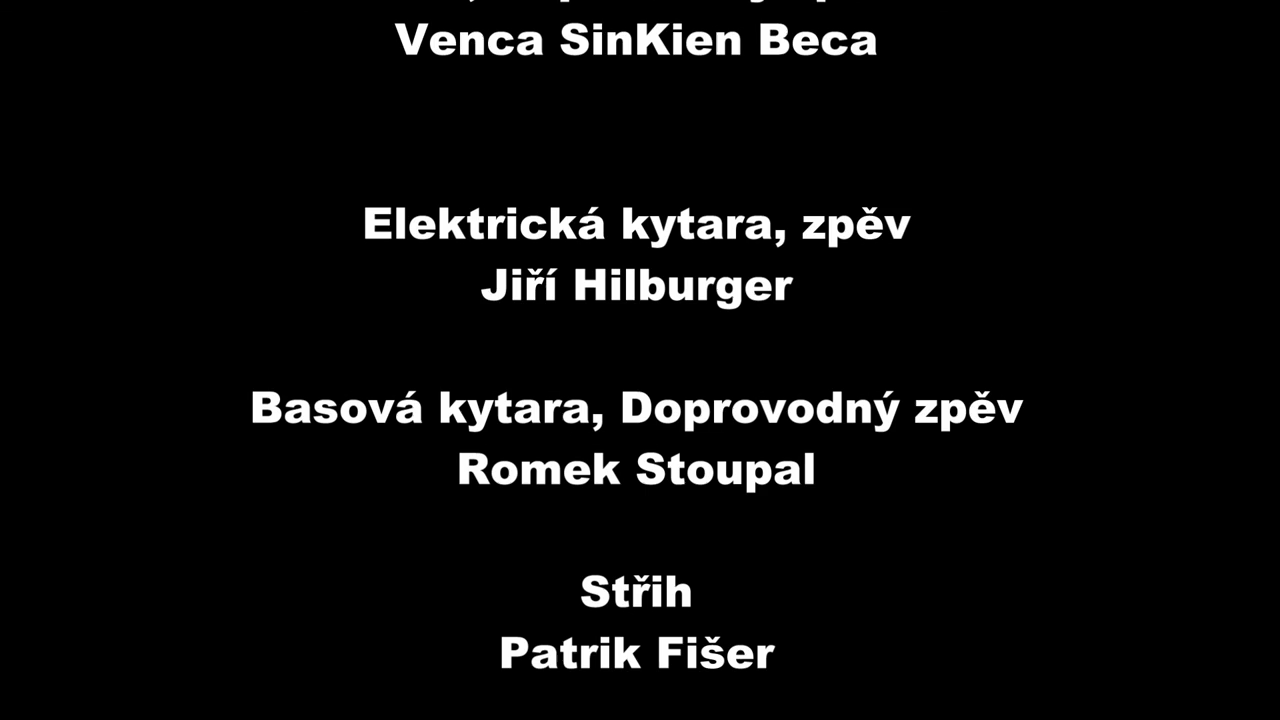 Venca SinKien Beca
Elektrická kytara, zpěv
Jiří Hilburger
Basová kytara, Doprovodný zpěv
Romek Stoupal
Střih
Patrik Fišer